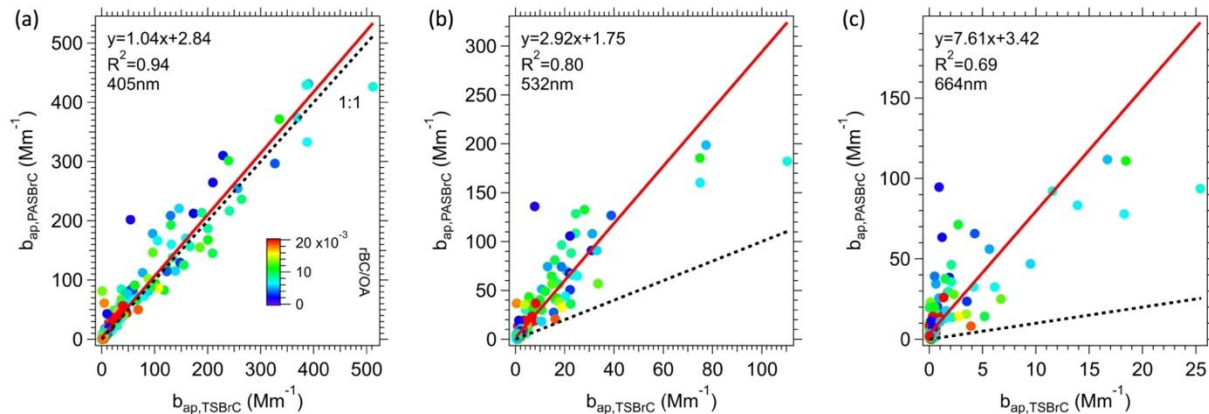 (a)
y=1.04x+2.84
R²=0.94
405nm
1:1
500
400
300
200
100
0
b_ap,PASBrC (Mm⁻¹)
20 x10⁻³
10
0
rBC/OA
0 100 200 300 400 500
b_ap,TSBrC (Mm⁻¹)
(b)
y=2.92x+1.75
R²=0.80
532nm
300
250
200
150
100
50
0
b_ap,PASBrC (Mm⁻¹)
0 20 40 60 80 100
b_ap,TSBrC (Mm⁻¹)
(c)
y=7.61x+3.42
R²=0.69
664nm
150
100
50
0
b_ap,PASBrC (Mm⁻¹)
0 5 10 15 20 25
b_ap,TSBrC (Mm⁻¹)